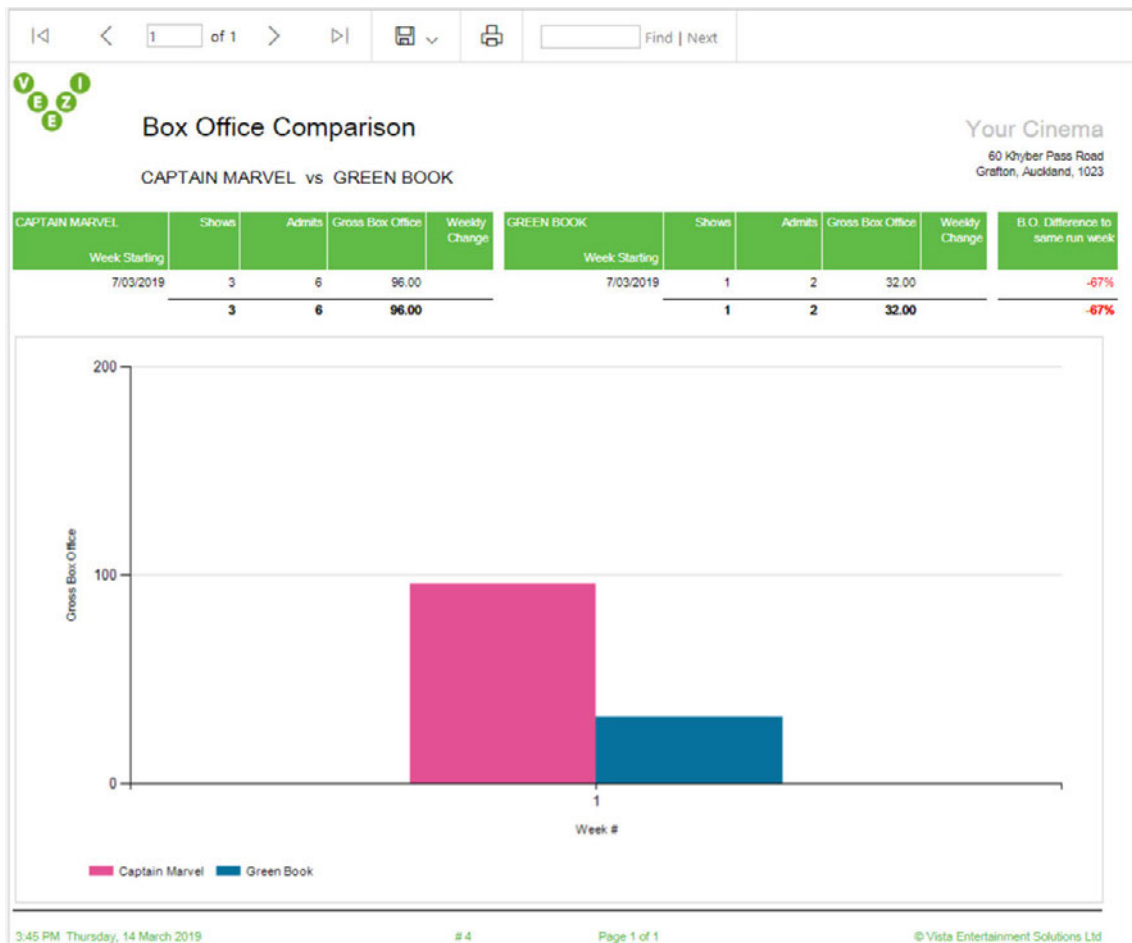 1 of 1 Find | Next
VEEZI
Box Office Comparison
Your Cinema
60 Khyber Pass Road
Grafton, Auckland, 1023
CAPTAIN MARVEL vs GREEN BOOK
CAPTAIN MARVEL Shows Admits Gross Box Office Weekly Change GREEN BOOK Shows Admits Gross Box Office Weekly Change B.O. Difference to same run week
Week Starting Week Starting
7/03/2019 3 6 96.00 7/03/2019 1 2 32.00 -67%
3 6 96.00 1 2 32.00 -67%
200
100
0
Gross Box Office
1
Week #
Captain Marvel Green Book
3:45 PM Thursday, 14 March 2019 #4 Page 1 of 1 © Vista Entertainment Solutions Ltd